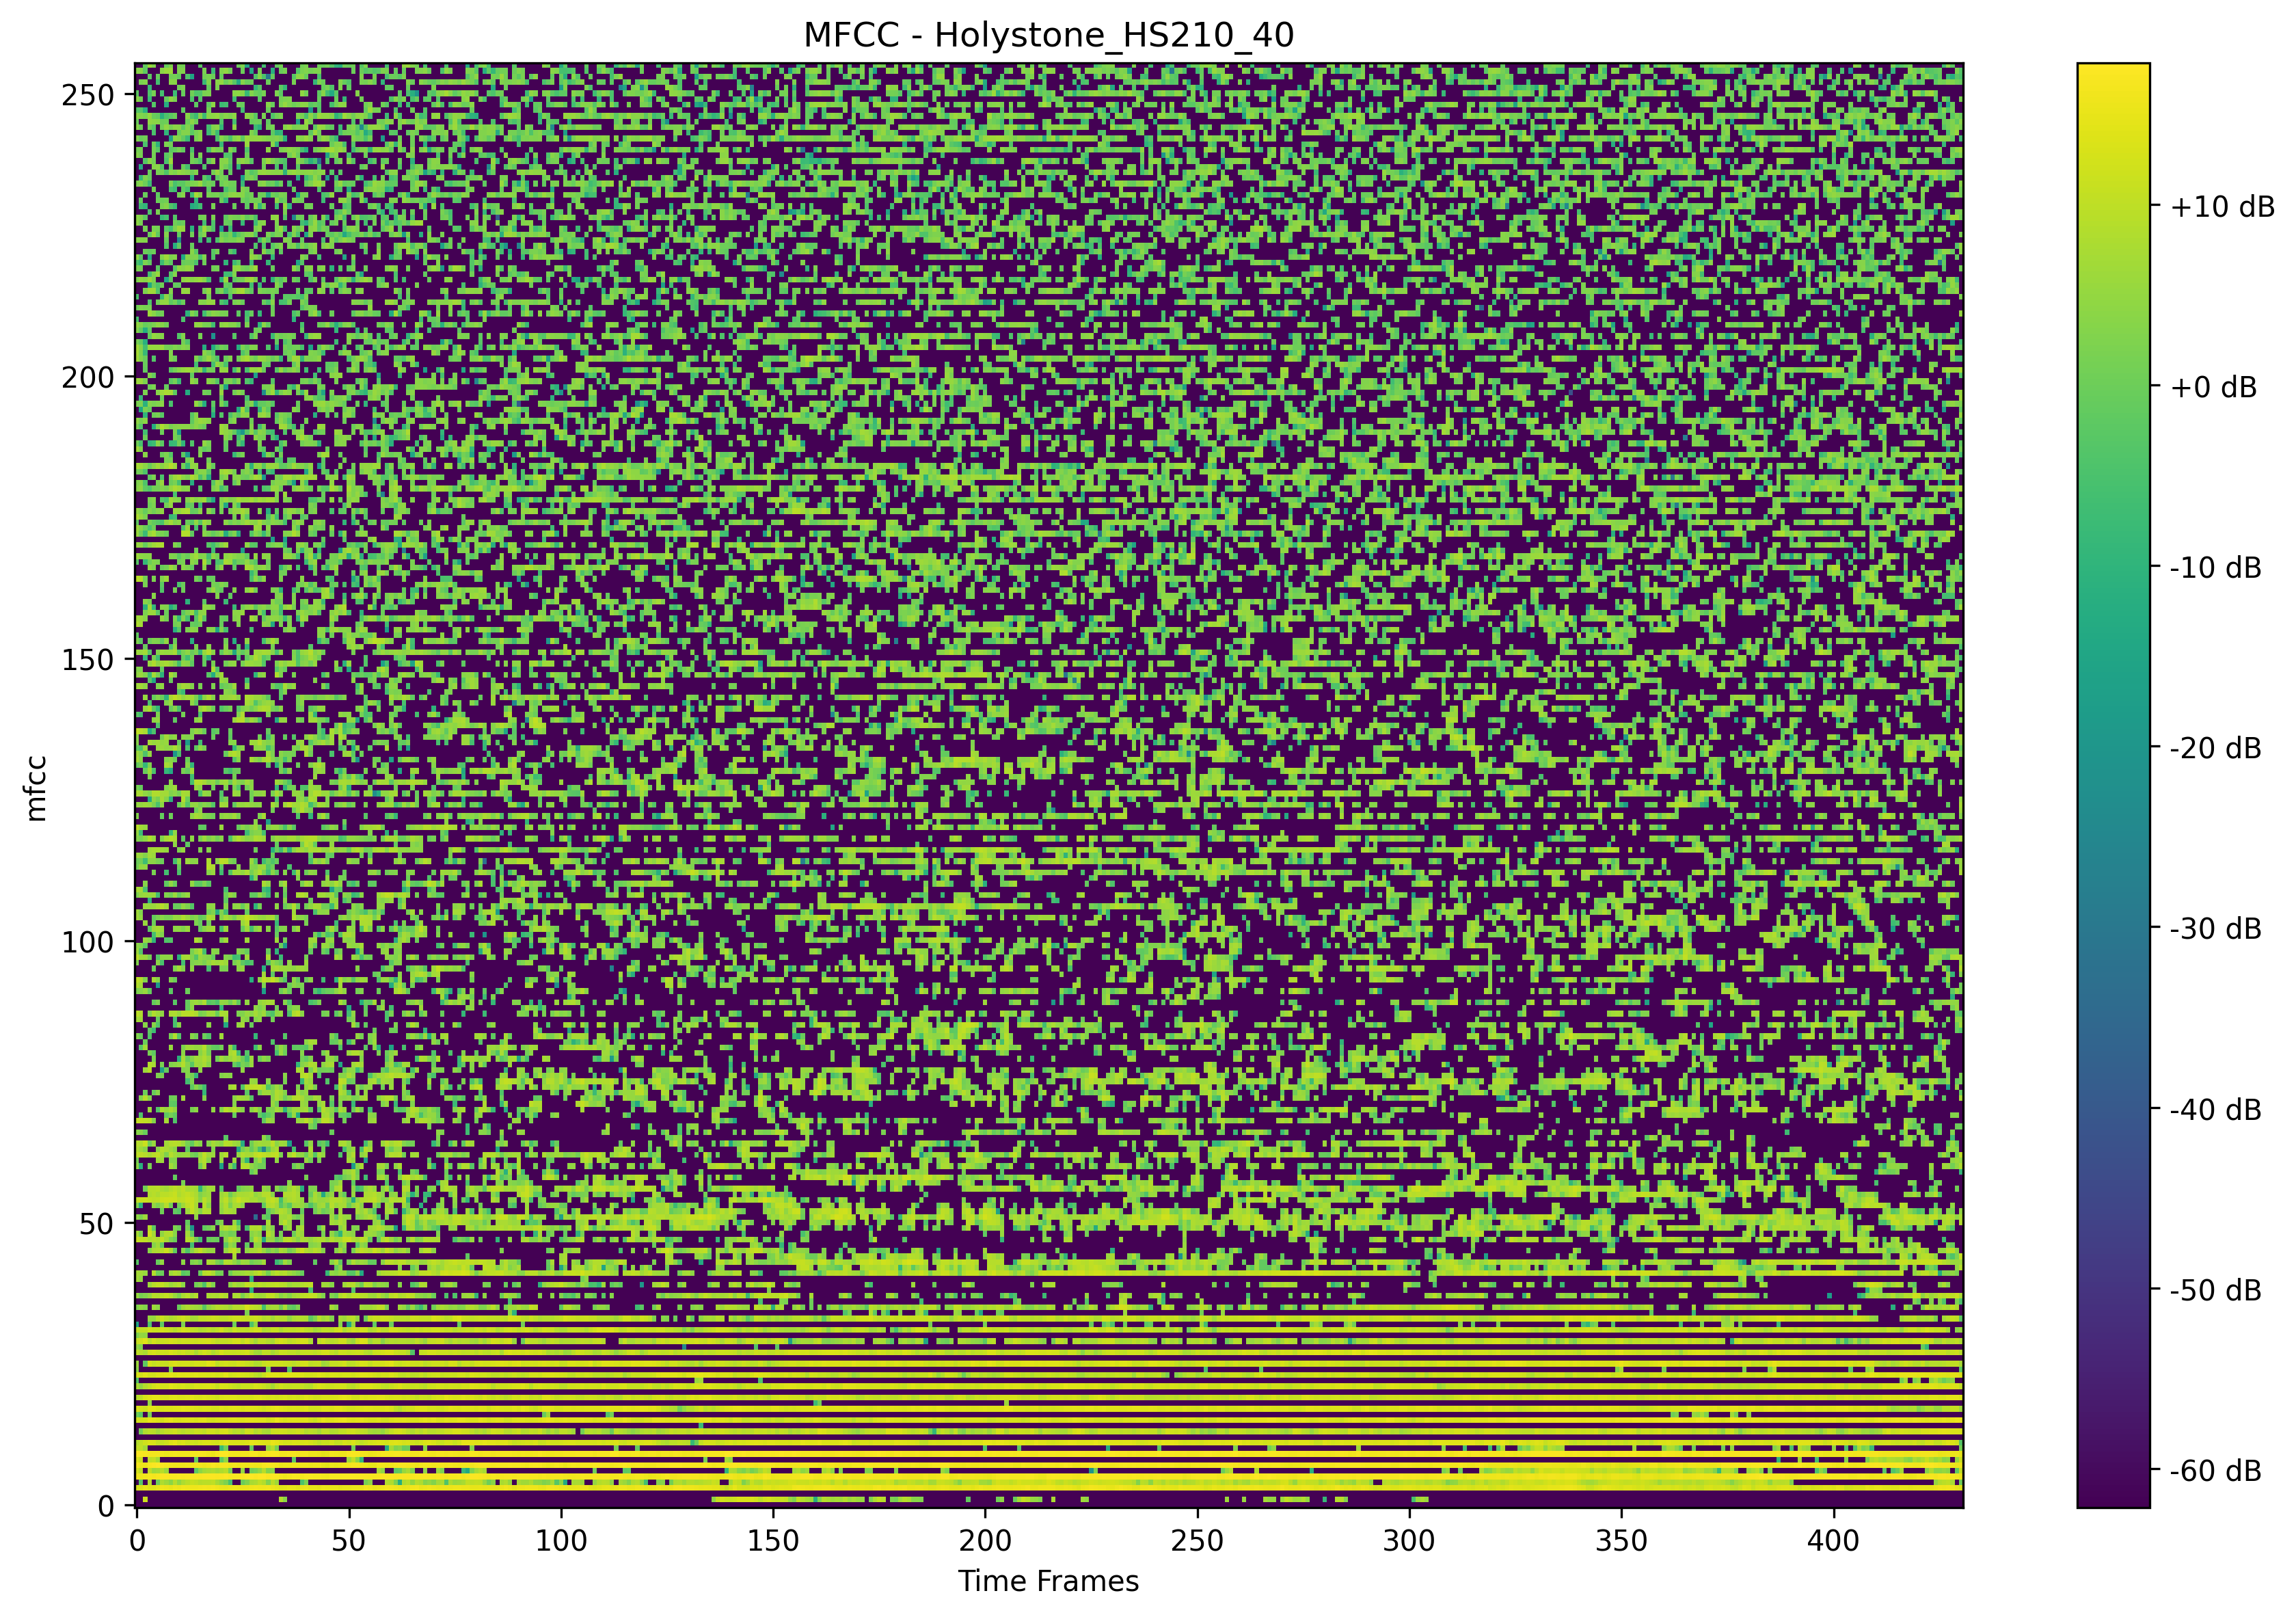 MFCC - Holystone_HS210_40
250
200
150
100
50
0
mfcc
0 50 100 150 200 250 300 350 400
Time Frames
+10 dB
+0 dB
-10 dB
-20 dB
-30 dB
-40 dB
-50 dB
-60 dB